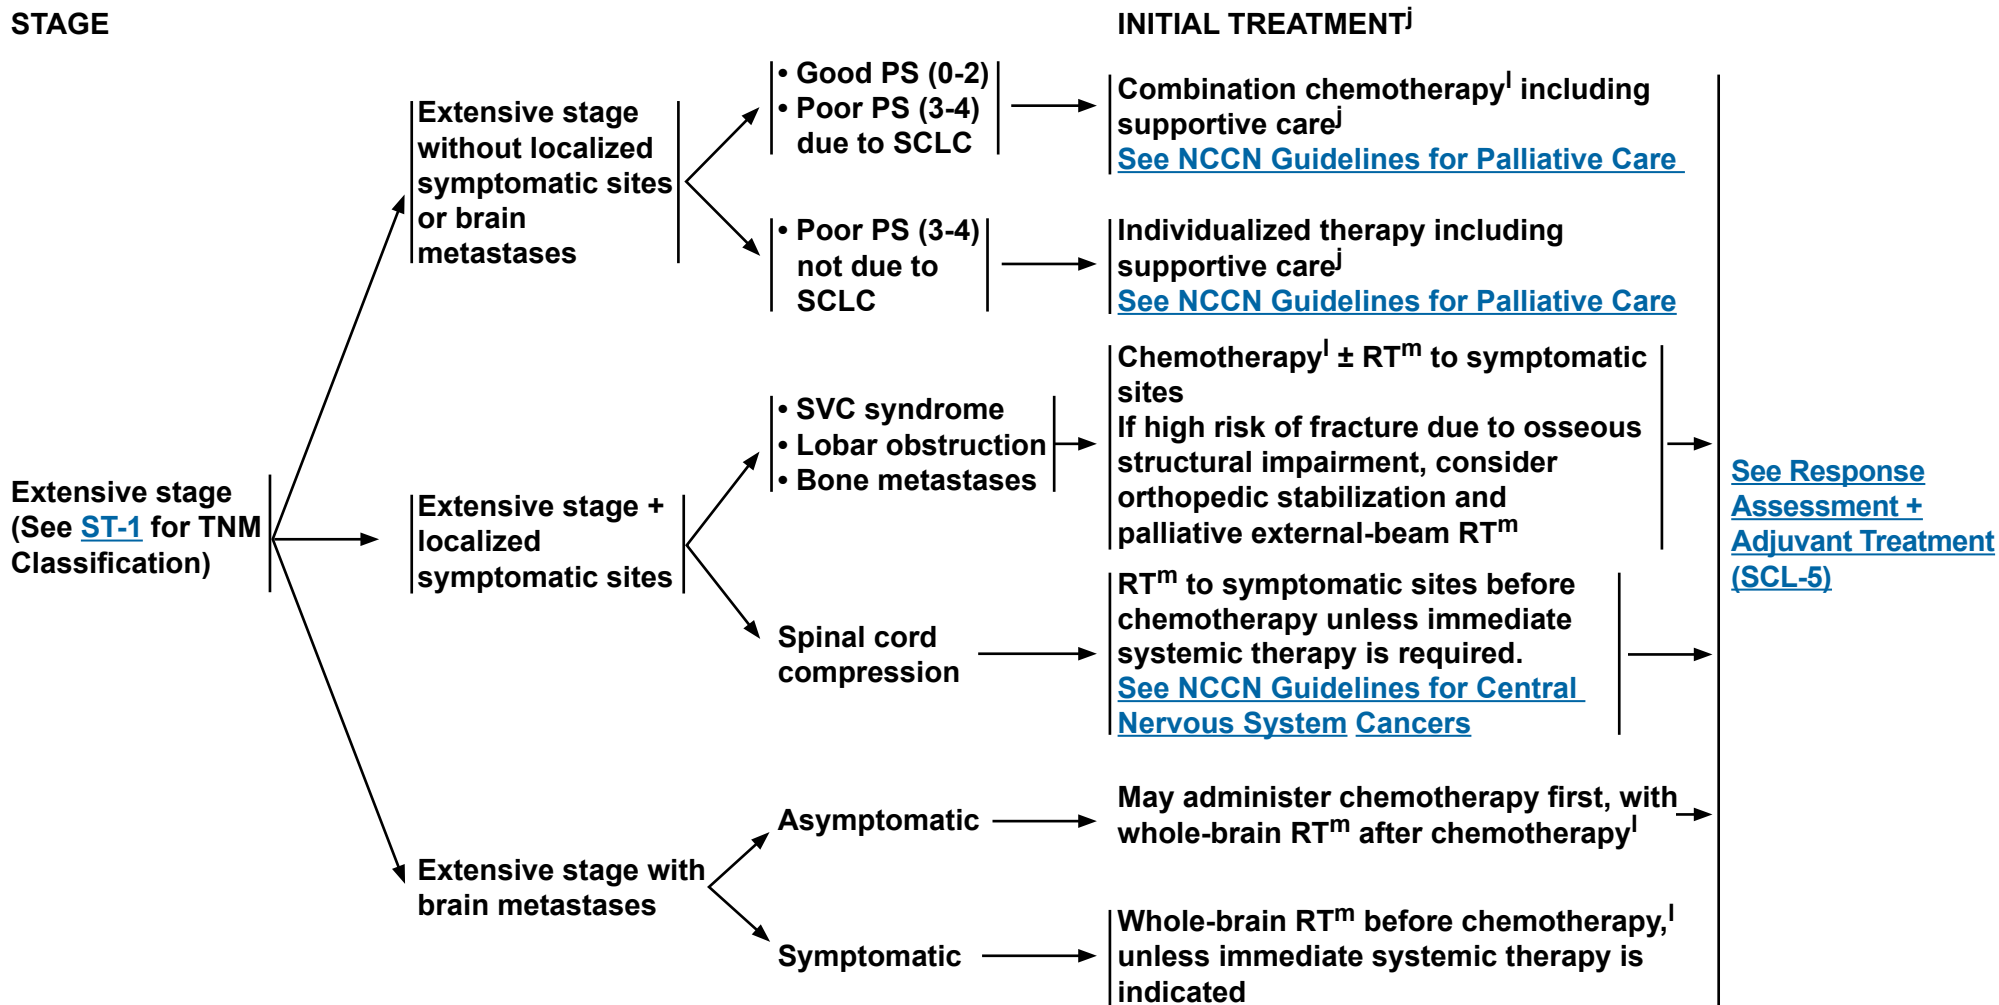 STAGE
INITIAL TREATMENTj
Extensive stage
(See ST-1 for TNM
Classification)
Extensive stage
without localized
symptomatic sites
or brain
metastases
• Good PS (0-2)
• Poor PS (3-4)
due to SCLC
Combination chemotherapyl including
supportive carej
See NCCN Guidelines for Palliative Care
• Poor PS (3-4)
not due to
SCLC
Individualized therapy including
supportive carej
See NCCN Guidelines for Palliative Care
Extensive stage +
localized
symptomatic sites
• SVC syndrome
• Lobar obstruction
• Bone metastases
Chemotherapyl ± RTm to symptomatic
sites
If high risk of fracture due to osseous
structural impairment, consider
orthopedic stabilization and
palliative external-beam RTm
Spinal cord
compression
RTm to symptomatic sites before
chemotherapy unless immediate
systemic therapy is required.
See NCCN Guidelines for Central
Nervous System Cancers
Extensive stage with
brain metastases
Asymptomatic
May administer chemotherapy first, with
whole-brain RTm after chemotherapyl
Symptomatic
Whole-brain RTm before chemotherapy,l
unless immediate systemic therapy is
indicated
See Response
Assessment +
Adjuvant Treatment
(SCL-5)